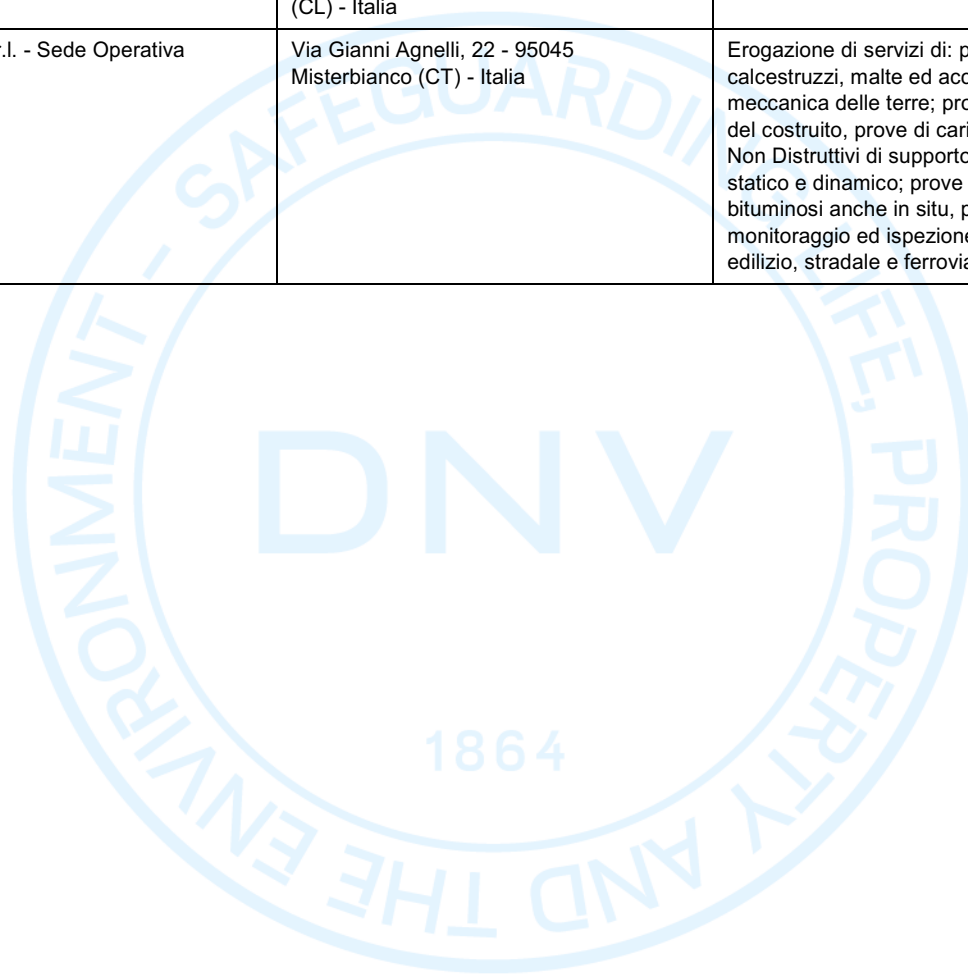 (CL) - Italia
r.l. - Sede Operativa
Via Gianni Agnelli, 22 - 95045
Misterbianco (CT) - Italia
Erogazione di servizi di: p
calcestruzzi, malte ed acc
meccanica delle terre; pro
del costruito, prove di cari
Non Distruttivi di supporto
statico e dinamico; prove
bituminosi anche in situ, p
monitoraggio ed ispezione
edilizio, stradale e ferrovia
SAFEGUARDING LIFE, PROPERTY AND THE ENVIRONMENT -
DNV
1864